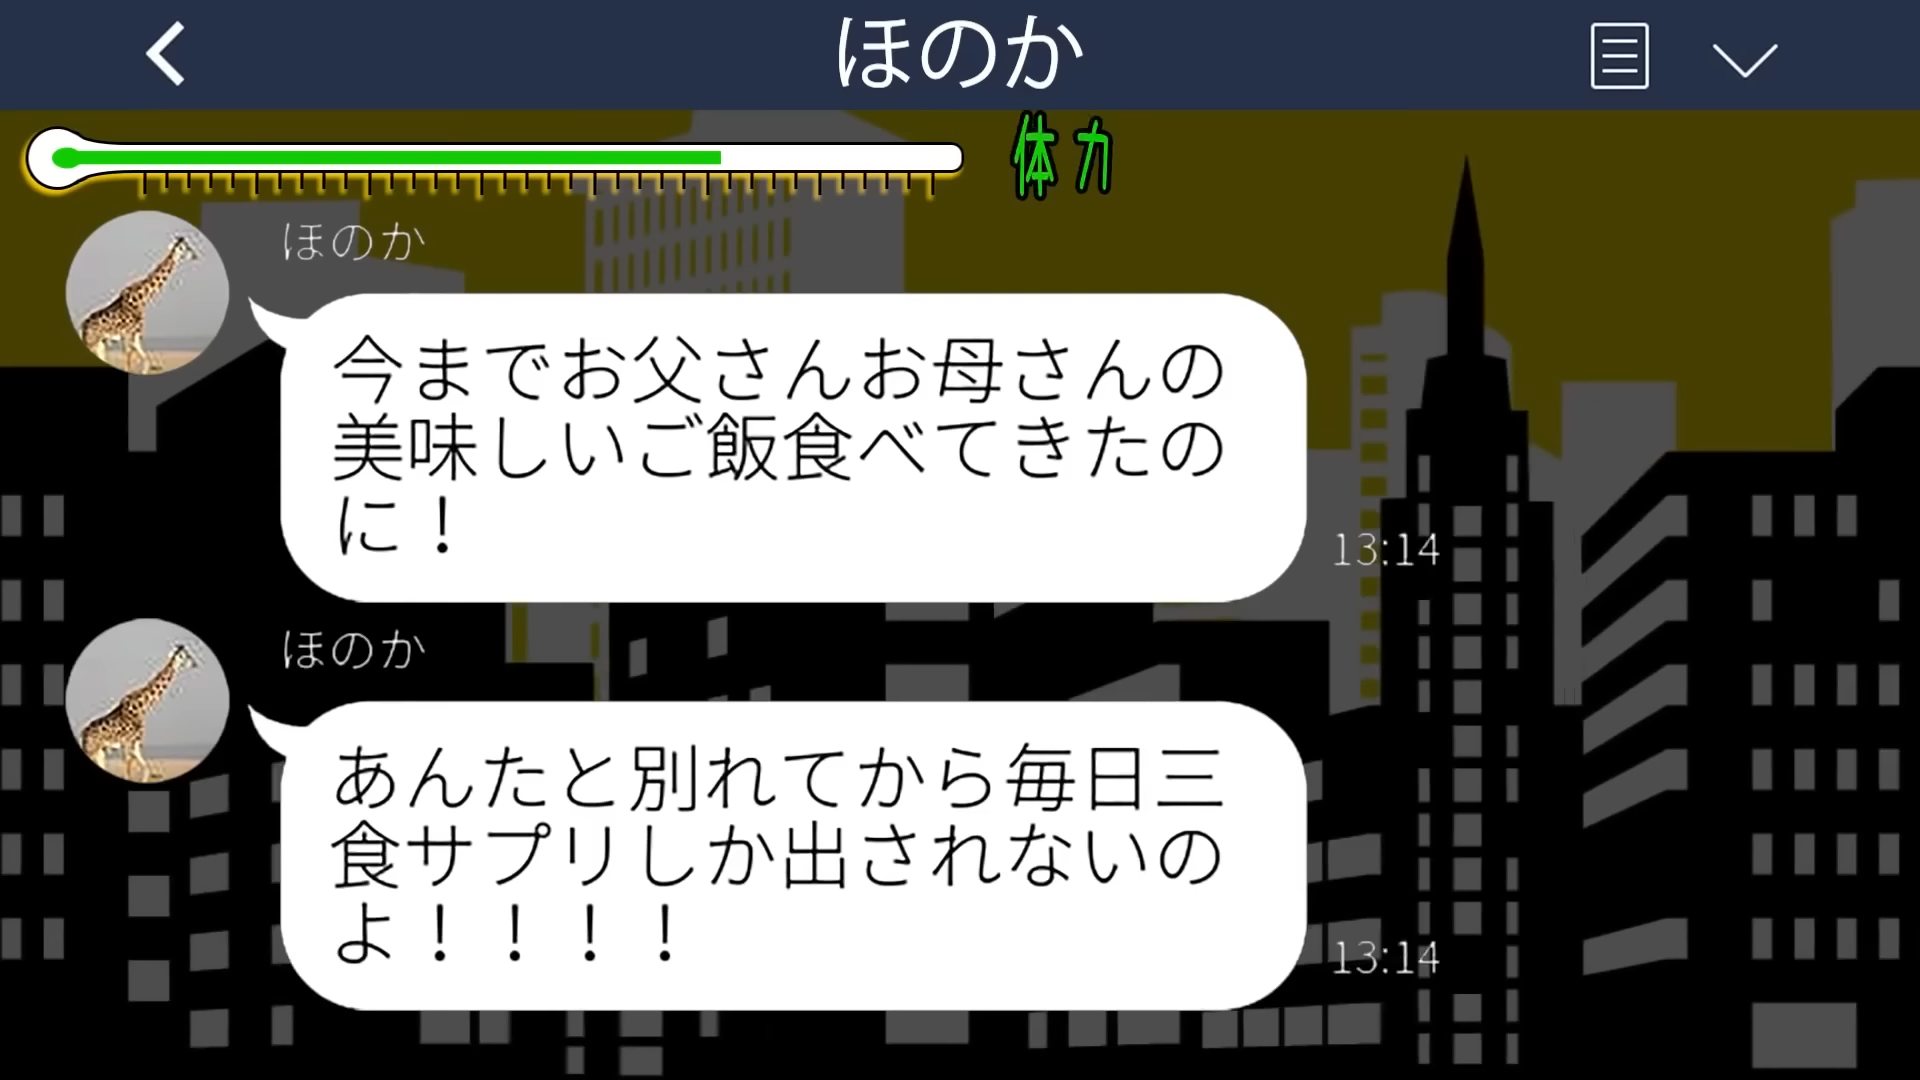 ほのか
体力
ほのか
今までお父さんお母さんの
美味しいご飯食べてきたの
に！
13:14
ほのか
あんたと別れてから毎日三
食サプリしか出されないの
よ！！！！
13:14